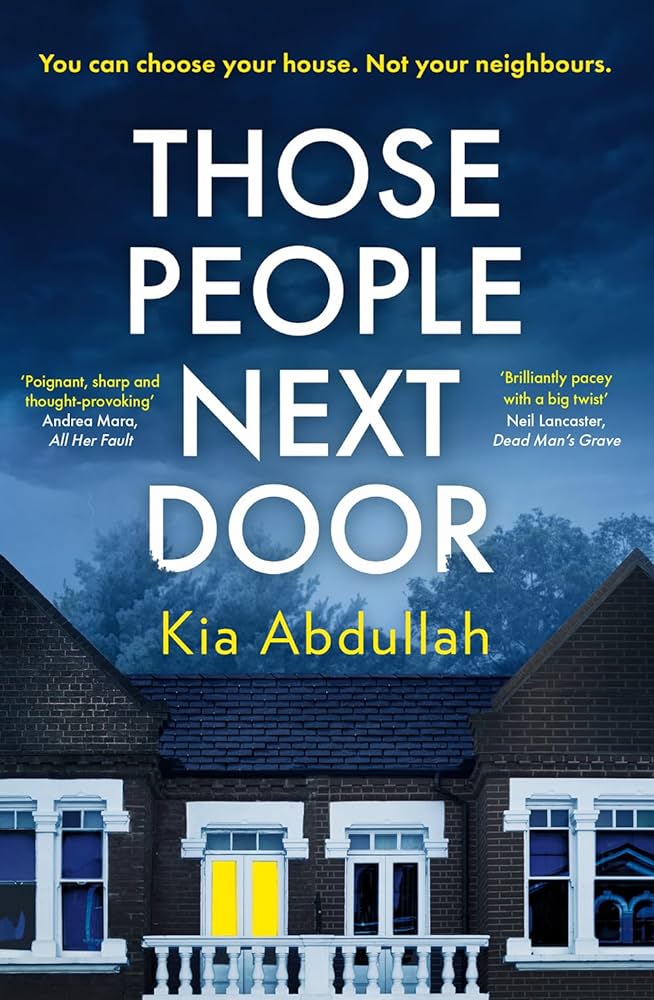 You can choose your house. Not your neighbours.
THOSE
PEOPLE
NEXT
DOOR
‘Poignant, sharp and
thought-provoking’
Andrea Mara,
All Her Fault
‘Brilliantly pacey
with a big twist’
Neil Lancaster,
Dead Man’s Grave
Kia Abdullah